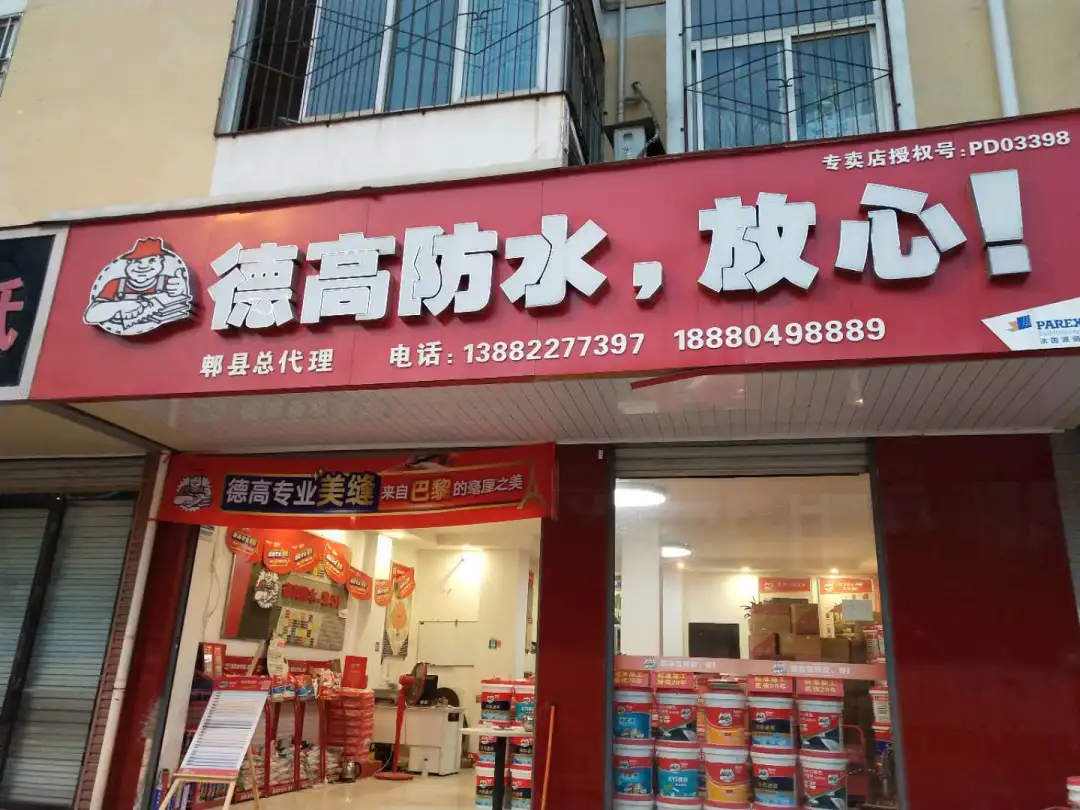 专卖店授权号:PD03398
德高防水,放心!
郫县总代理 电话:13882277397 18880498889
PAREX
德高专业美缝 来自巴黎的毫厘之美